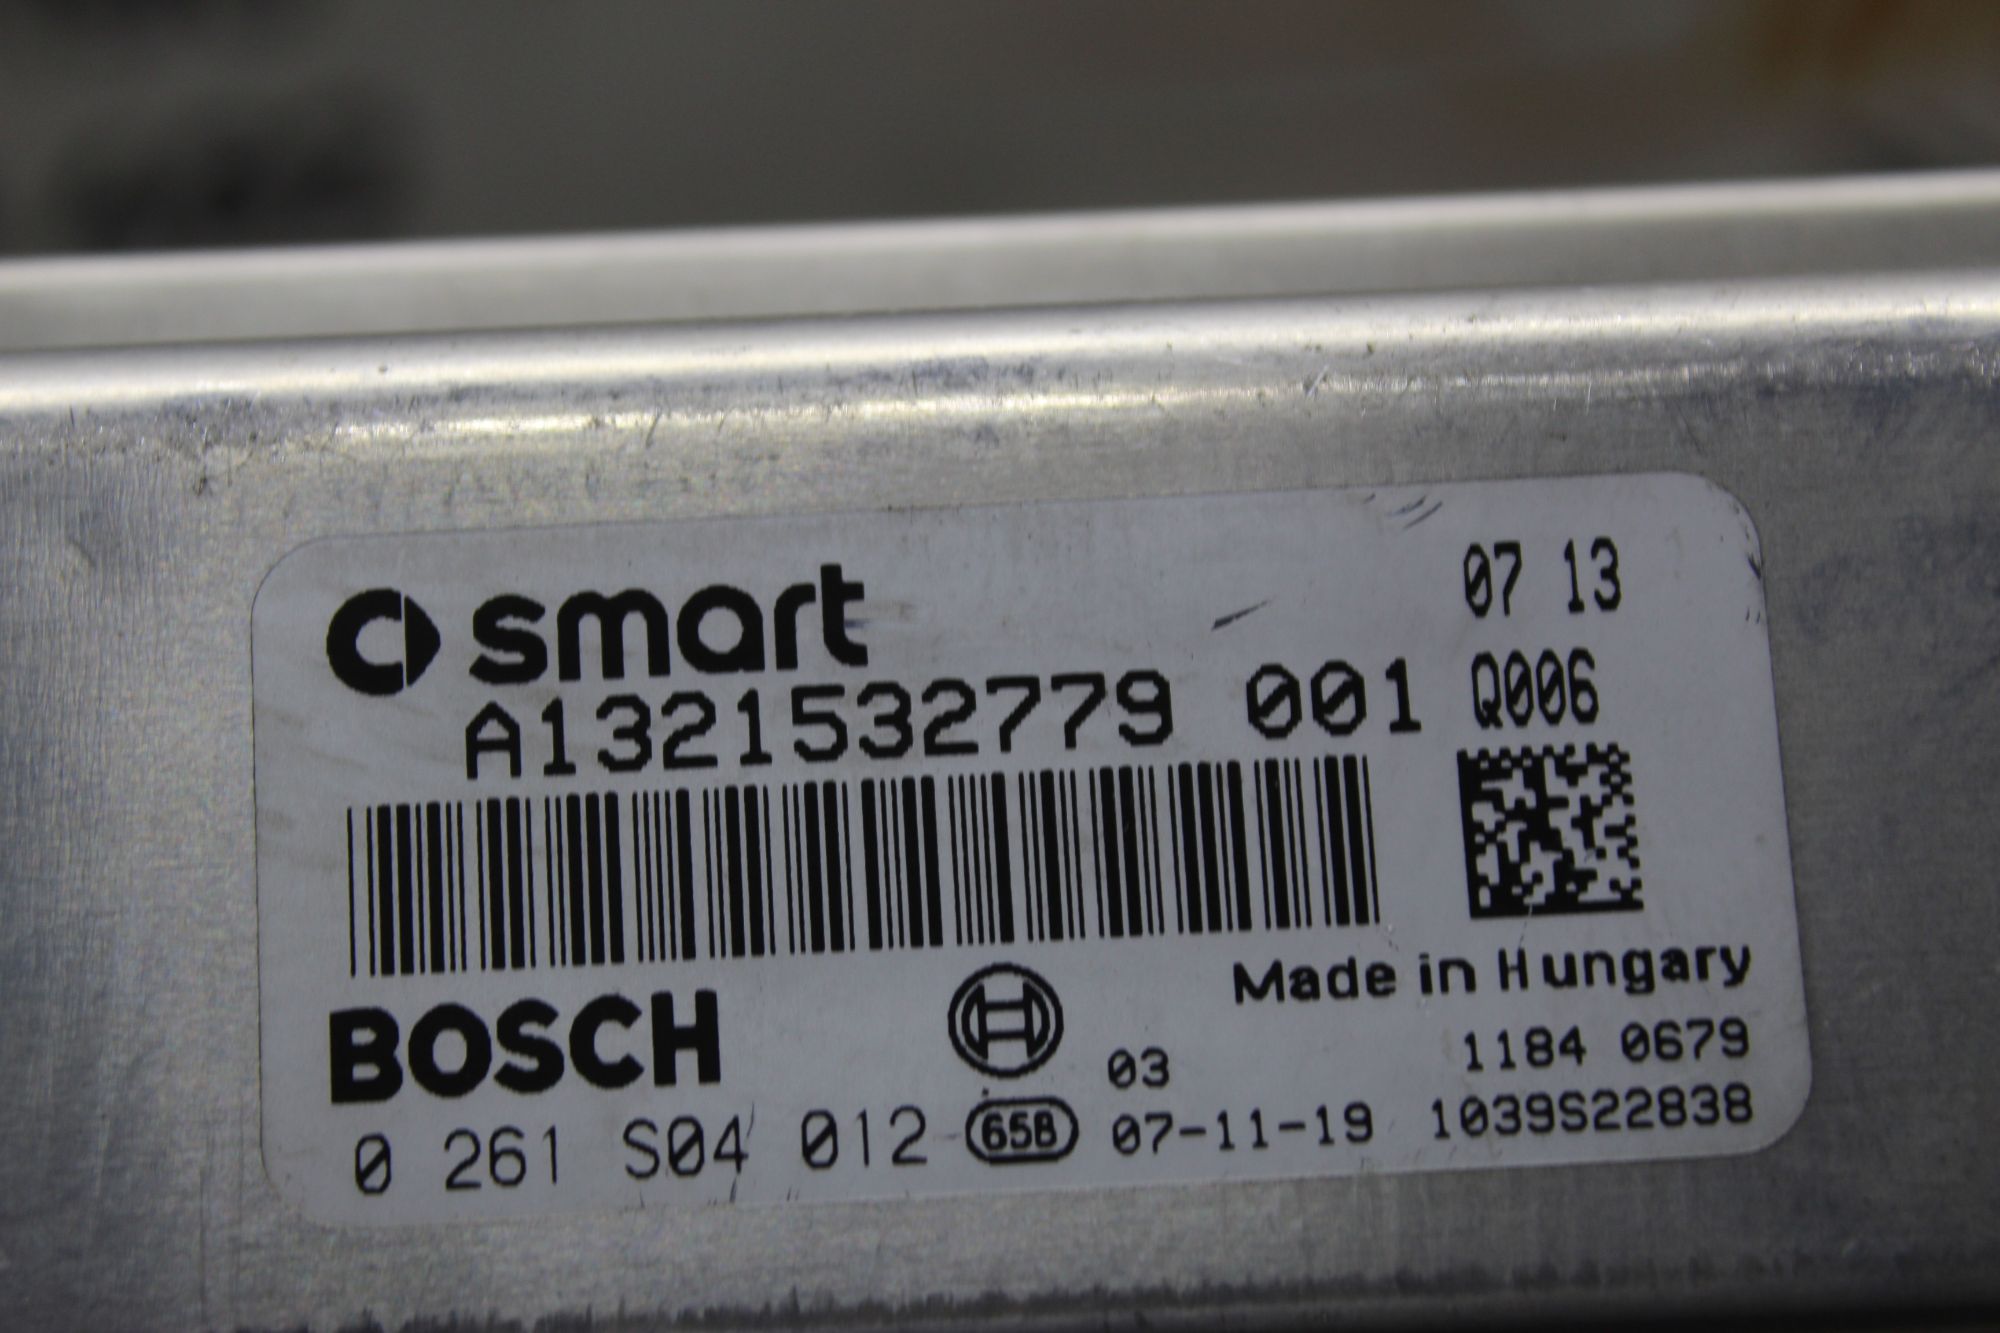 smart 07 13
A1321532779 001 Q006
Made in Hungary
BOSCH 03 1184 0679
0 261 S04 012 658 07-11-19 1039S22838